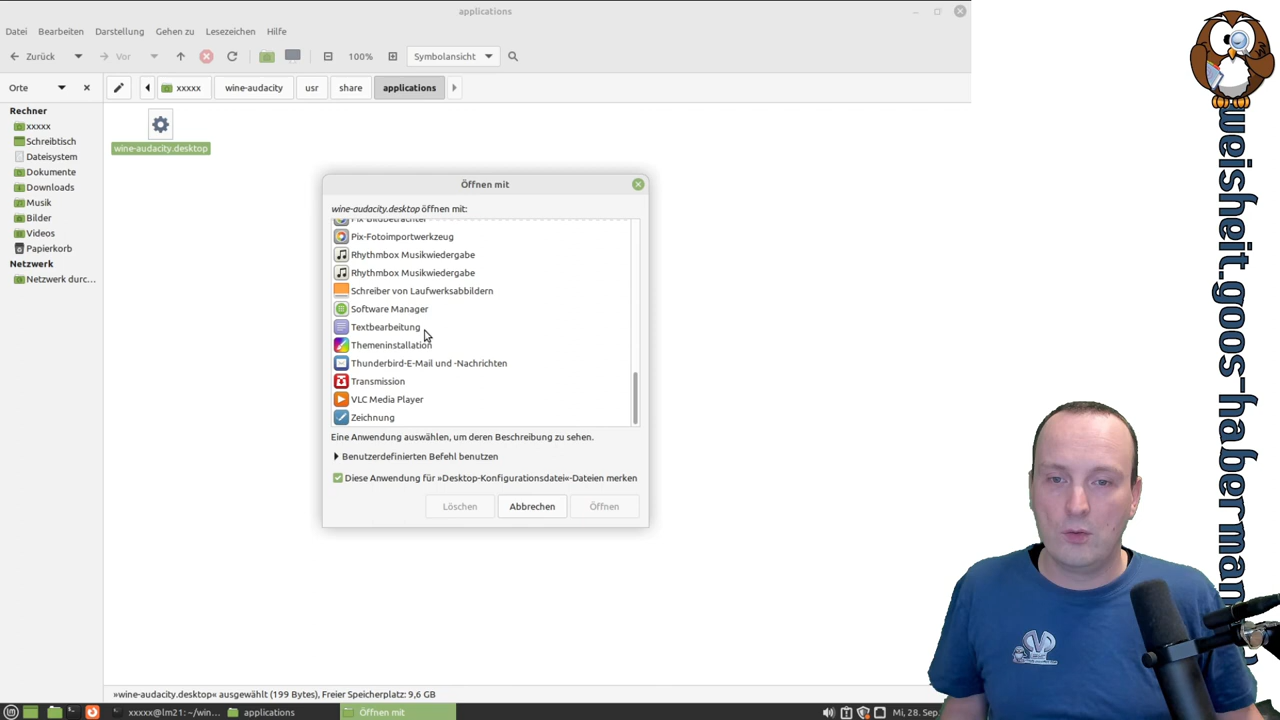 applications
Datei Bearbeiten Darstellung Gehen zu Lesezeichen Hilfe
Zurück Vor 100% Symbolansicht
Orte xxxxx wine-audacity usr share applications
Rechner
xxxxx
Schreibtisch
Dateisystem
Dokumente
Downloads
Musik
Bilder
Videos
Papierkorb
Netzwerk
Netzwerk durc...
wine-audacity.desktop
Öffnen mit
wine-audacity.desktop öffnen mit:
Pix-Bildbetrachter
Pix-Fotoimportwerkzeug
Rhythmbox Musikwiedergabe
Rhythmbox Musikwiedergabe
Schreiber von Laufwerksabbildern
Software Manager
Textbearbeitung
Themeninstallation
Thunderbird-E-Mail und -Nachrichten
Transmission
VLC Media Player
Zeichnung
Eine Anwendung auswählen, um deren Beschreibung zu sehen.
Benutzerdefinierten Befehl benutzen
Diese Anwendung für »Desktop-Konfigurationsdatei«-Dateien merken
Löschen Abbrechen Öffnen
»wine-audacity.desktop« ausgewählt (199 Bytes), Freier Speicherplatz: 9,6 GB
xxxxx@lm21: ~/win... applications Öffnen mit Mi, 28. Sep
weisheit.goos-haberman